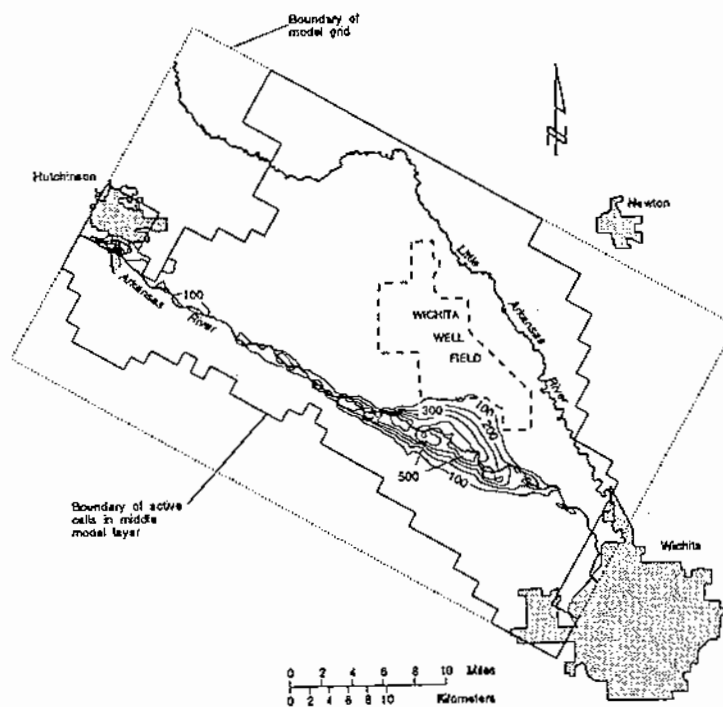 Boundary of
model grid
Hutchinson
Newton
Arkansas
River
100
Little
Arkansas
River
WICHITA
WELL
FIELD
300
100
200
500
100
Boundary of active
cells in middle
model layer
Wichita
0 2 4 6 8 10 Miles
0 2 4 6 8 10 Kilometers
N